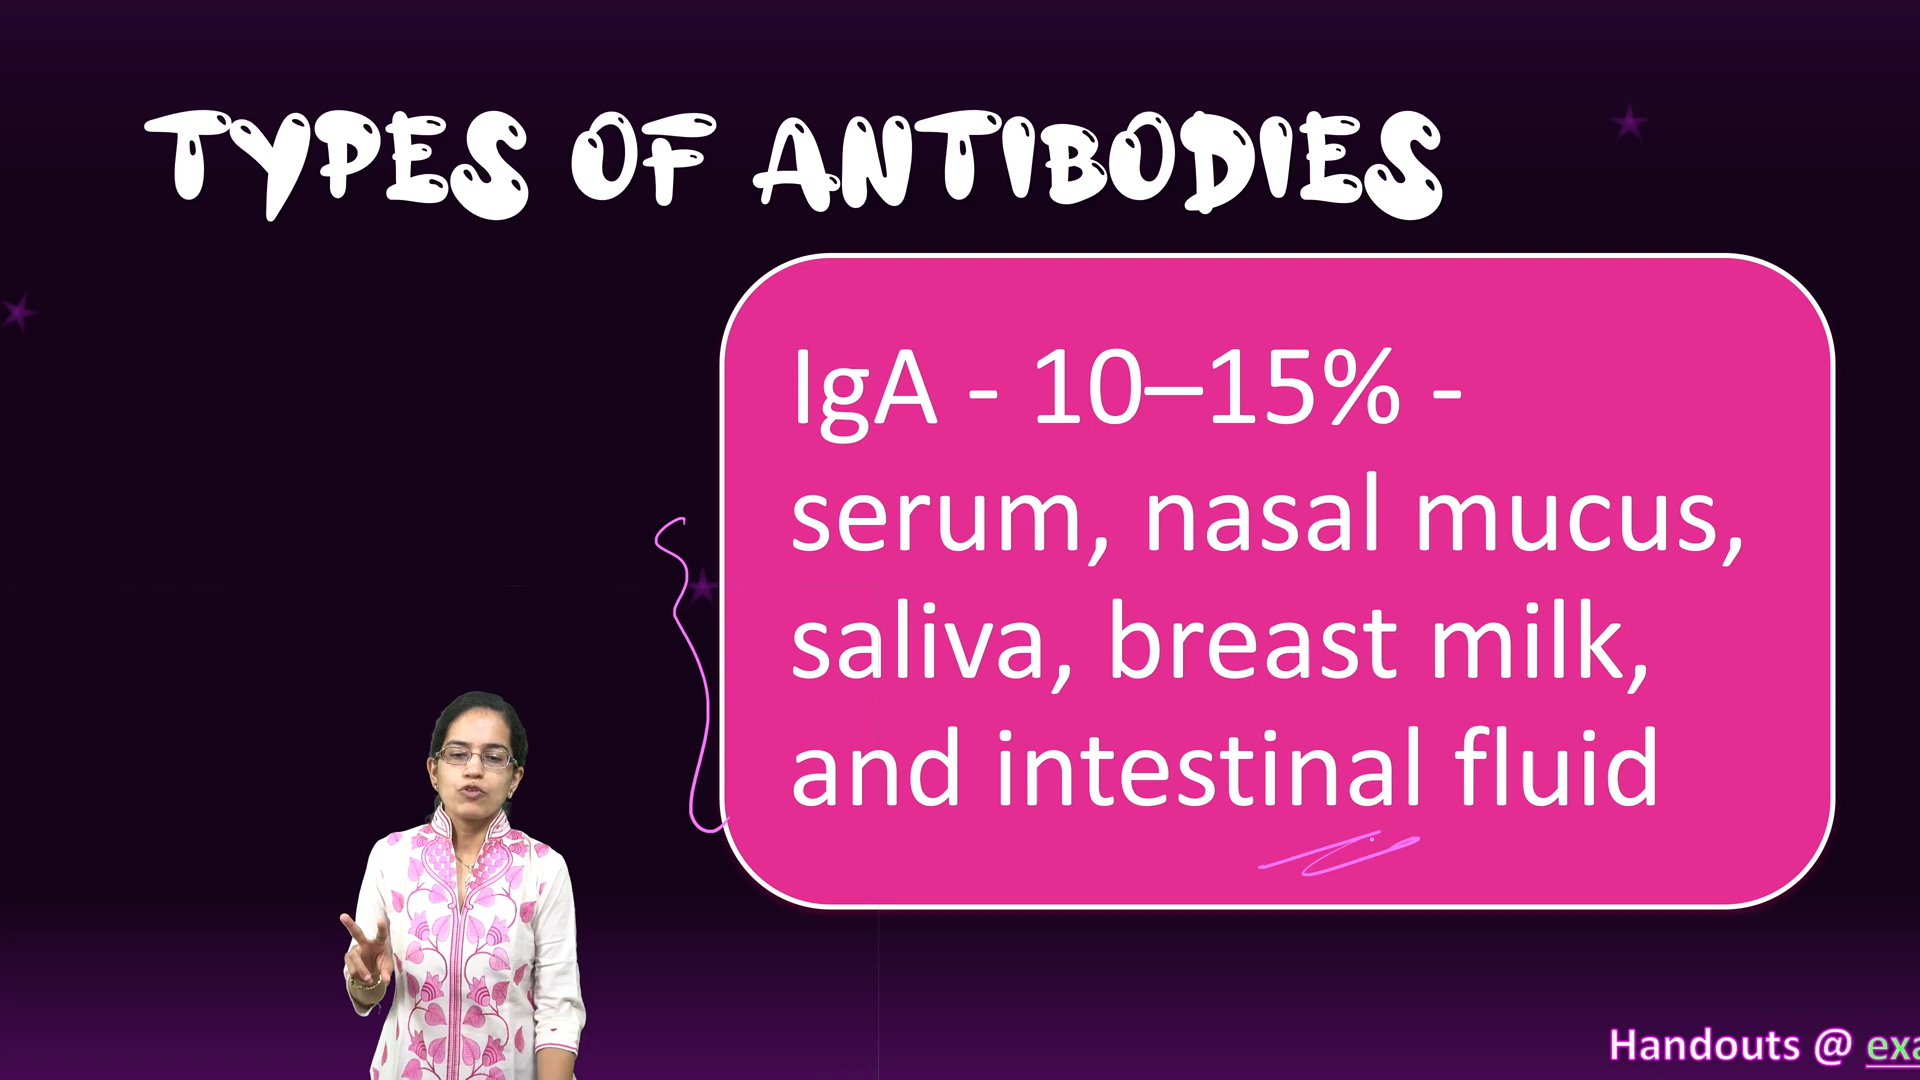 TYPES OF ANTIBODIES
IgA - 10–15% -
serum, nasal mucus,
saliva, breast milk,
and intestinal fluid
Handouts @